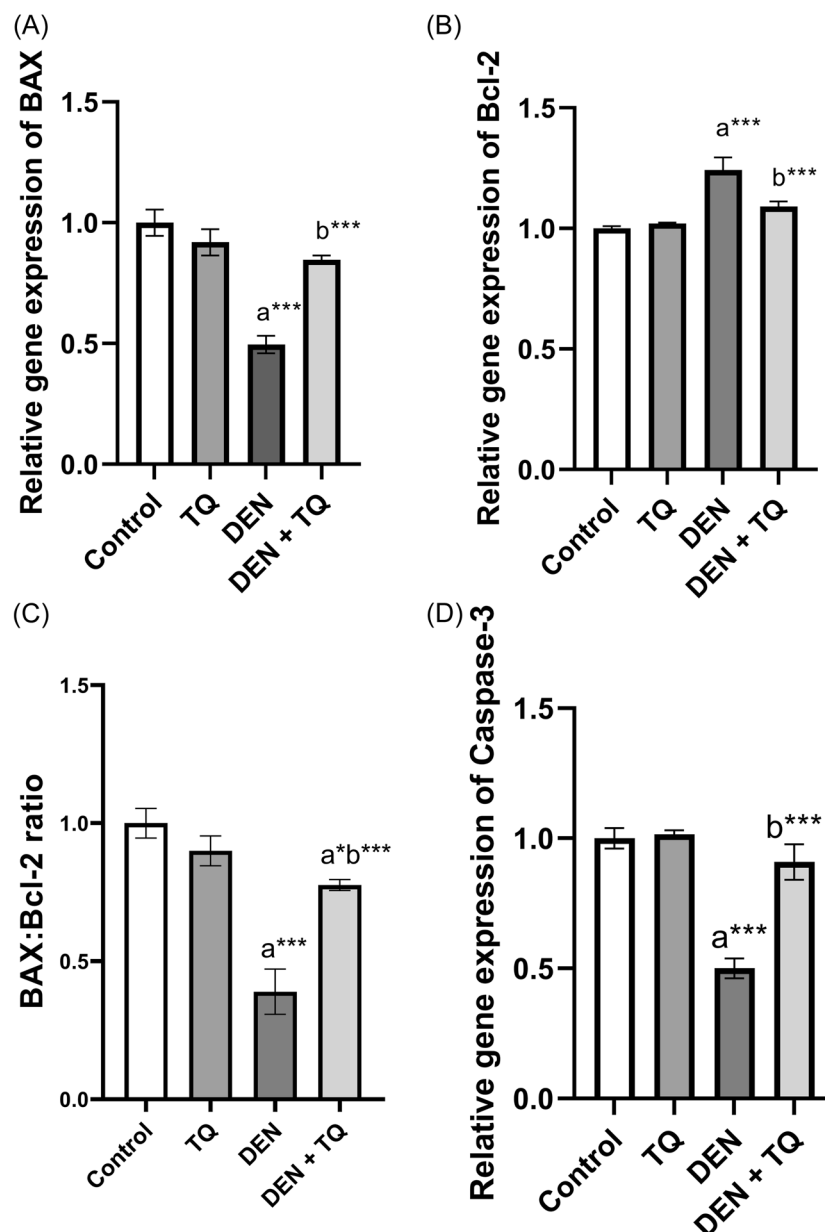 (A)
Relative gene expression of BAX
1.5
1.0
0.5
0.0
a***
b***
Control
TQ
DEN
DEN + TQ
(B)
Relative gene expression of Bcl-2
1.5
1.0
0.5
0.0
a***
b***
Control
TQ
DEN
DEN + TQ
(C)
BAX:Bcl-2 ratio
1.5
1.0
0.5
0.0
a***
a*b***
Control
TQ
DEN
DEN + TQ
(D)
Relative gene expression of Caspase-3
1.5
1.0
0.5
0.0
a***
b***
Control
TQ
DEN
DEN + TQ